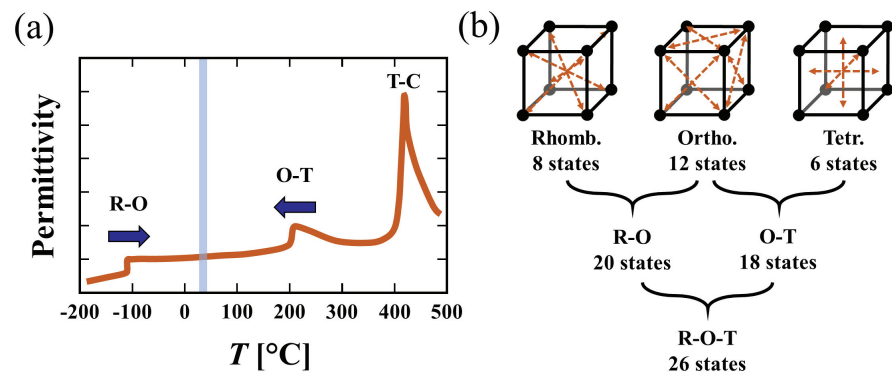 (a)
Permittivity
T-C
O-T
R-O
-200 -100 0 100 200 300 400 500
T [°C]
(b)
Rhomb. Ortho. Tetr.
8 states 12 states 6 states
R-O O-T
20 states 18 states
R-O-T
26 states